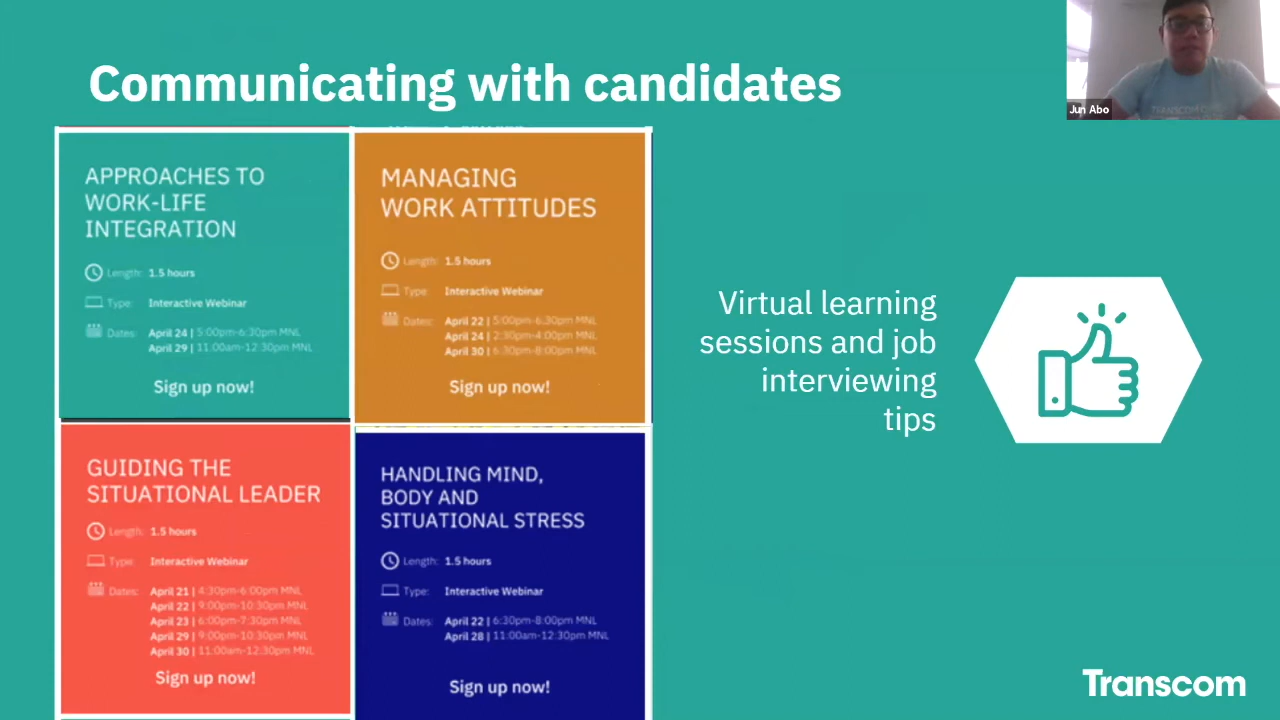 Communicating with candidates
Jun Abo
APPROACHES TO
WORK-LIFE
INTEGRATION
Length: 1.5 hours
Type: Interactive Webinar
Dates: April 24 | 5:00pm-6:30pm MNL
April 29 | 11:00am-12:30pm MNL
Sign up now!
MANAGING
WORK ATTITUDES
Length: 1.5 hours
Type: Interactive Webinar
Dates: April 22 | 5:00pm-6:30pm MNL
April 24 | 2:30pm-4:00pm MNL
April 30 | 6:30pm-8:00pm MNL
Sign up now!
GUIDING THE
SITUATIONAL LEADER
Length: 1.5 hours
Type: Interactive Webinar
Dates: April 21 | 4:30pm-6:00pm MNL
April 22 | 9:00pm-10:30pm MNL
April 23 | 6:00pm-7:30pm MNL
April 29 | 9:00pm-10:30pm MNL
April 30 | 11:00am-12:30pm MNL
Sign up now!
HANDLING MIND,
BODY AND
SITUATIONAL STRESS
Length: 1.5 hours
Type: Interactive Webinar
Dates: April 22 | 6:30pm-8:00pm MNL
April 28 | 11:00am-12:30pm MNL
Sign up now!
Virtual learning
sessions and job
interviewing
tips
Transcom